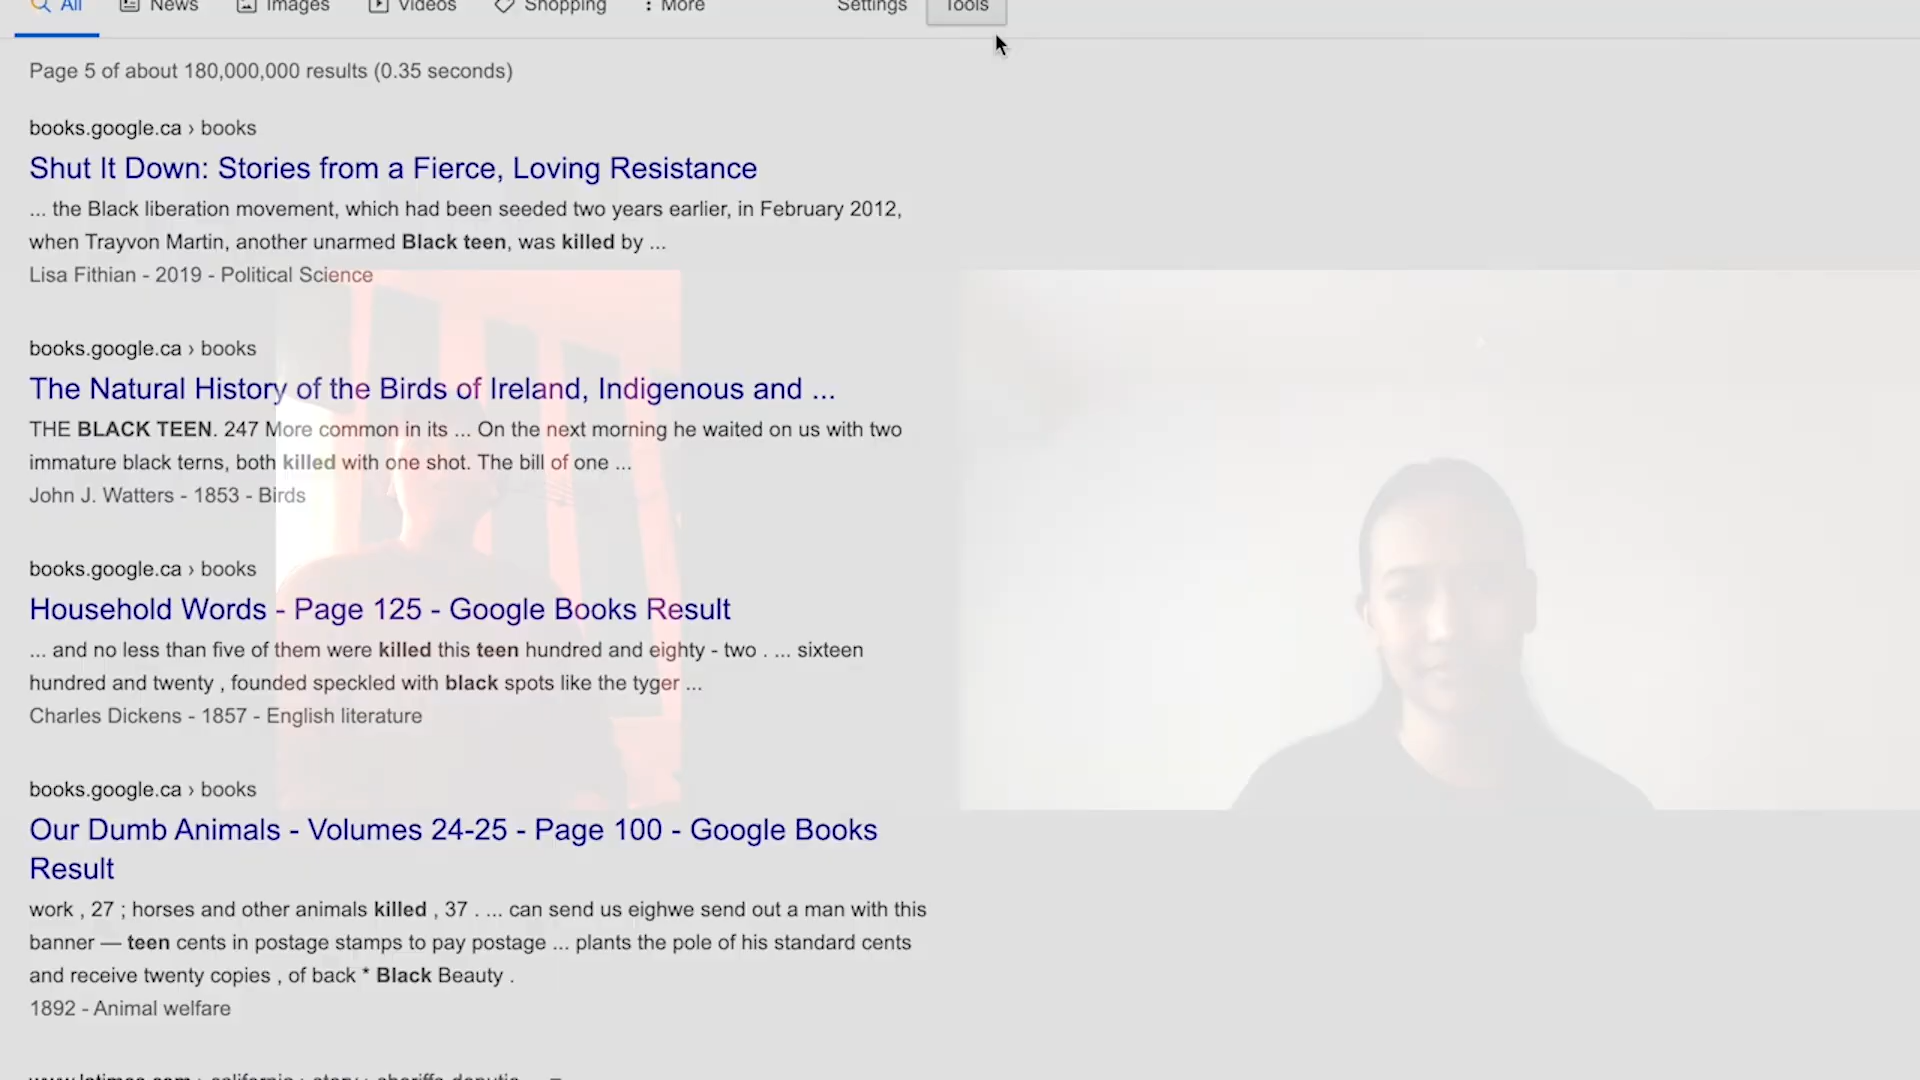 All News Images Videos Shopping More Settings Tools
Page 5 of about 180,000,000 results (0.35 seconds)
books.google.ca › books
Shut It Down: Stories from a Fierce, Loving Resistance
... the Black liberation movement, which had been seeded two years earlier, in February 2012,
when Trayvon Martin, another unarmed Black teen, was killed by ...
Lisa Fithian - 2019 - Political Science
books.google.ca › books
The Natural History of the Birds of Ireland, Indigenous and ...
THE BLACK TEEN. 247 More common in its ... On the next morning he waited on us with two
immature black terns, both killed with one shot. The bill of one ...
John J. Watters - 1853 - Birds
books.google.ca › books
Household Words - Page 125 - Google Books Result
... and no less than five of them were killed this teen hundred and eighty - two . ... sixteen
hundred and twenty , founded speckled with black spots like the tyger ...
Charles Dickens - 1857 - English literature
books.google.ca › books
Our Dumb Animals - Volumes 24-25 - Page 100 - Google Books
Result
work , 27 ; horses and other animals killed , 37 . ... can send us eighwe send out a man with this
banner — teen cents in postage stamps to pay postage ... plants the pole of his standard cents
and receive twenty copies , of back * Black Beauty .
1892 - Animal welfare
www.latimes.com › california › story › sheriffs-deputie...